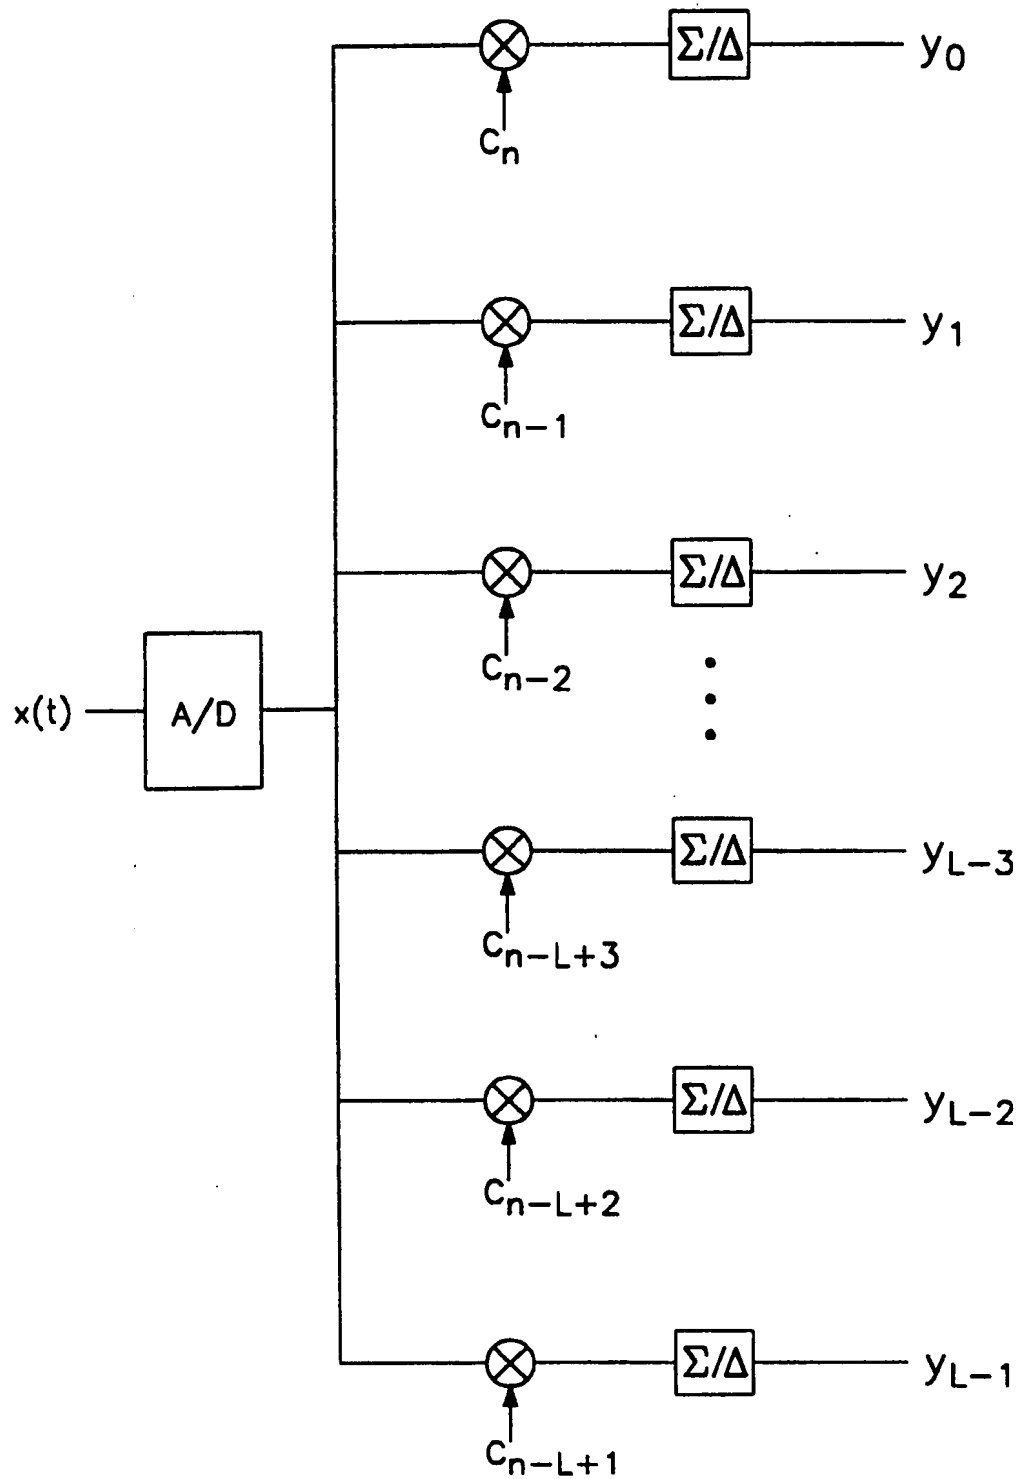 Σ/Δ y0
Cn
Σ/Δ y1
Cn-1
Σ/Δ y2
Cn-2
x(t) A/D
Σ/Δ yL-3
Cn-L+3
Σ/Δ yL-2
Cn-L+2
Σ/Δ yL-1
Cn-L+1